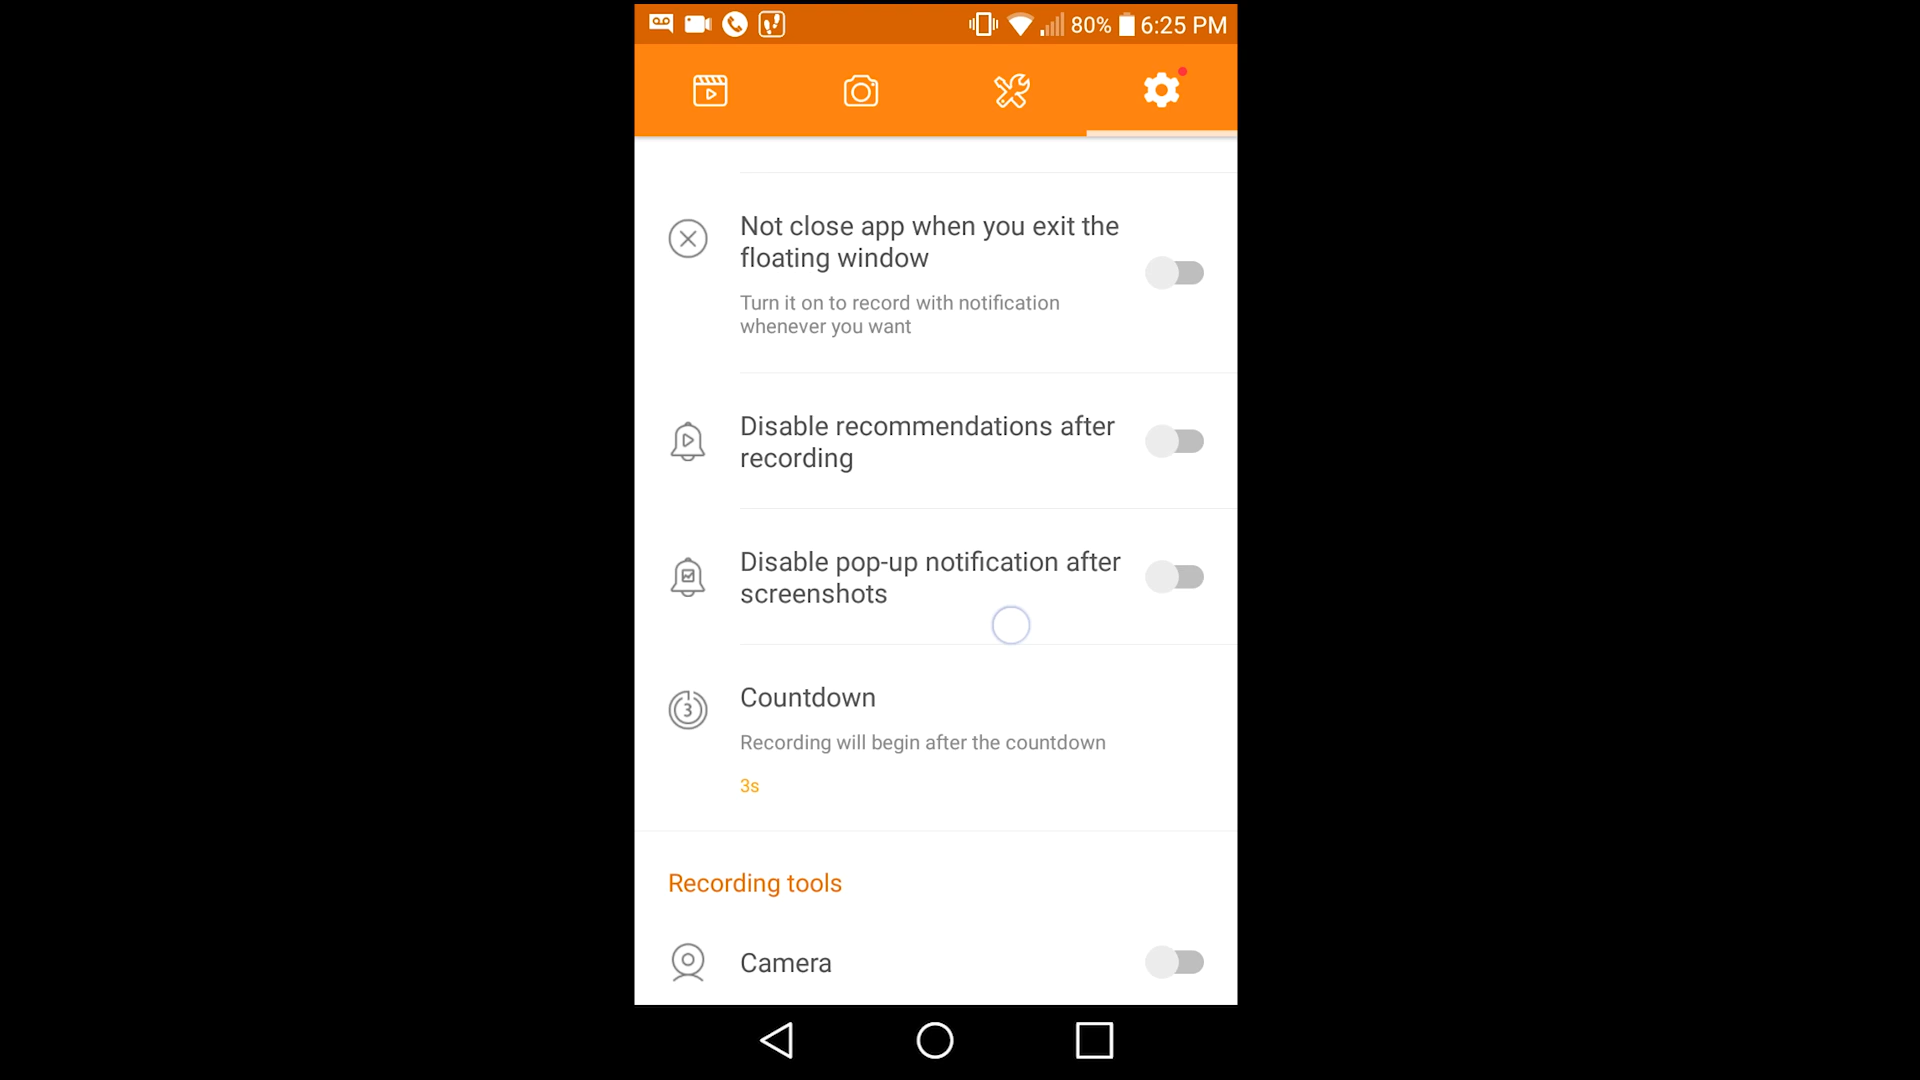 80% 6:25 PM
Not close app when you exit the
floating window
Turn it on to record with notification
whenever you want
Disable recommendations after
recording
Disable pop-up notification after
screenshots
3
Countdown
Recording will begin after the countdown
3s
Recording tools
Camera